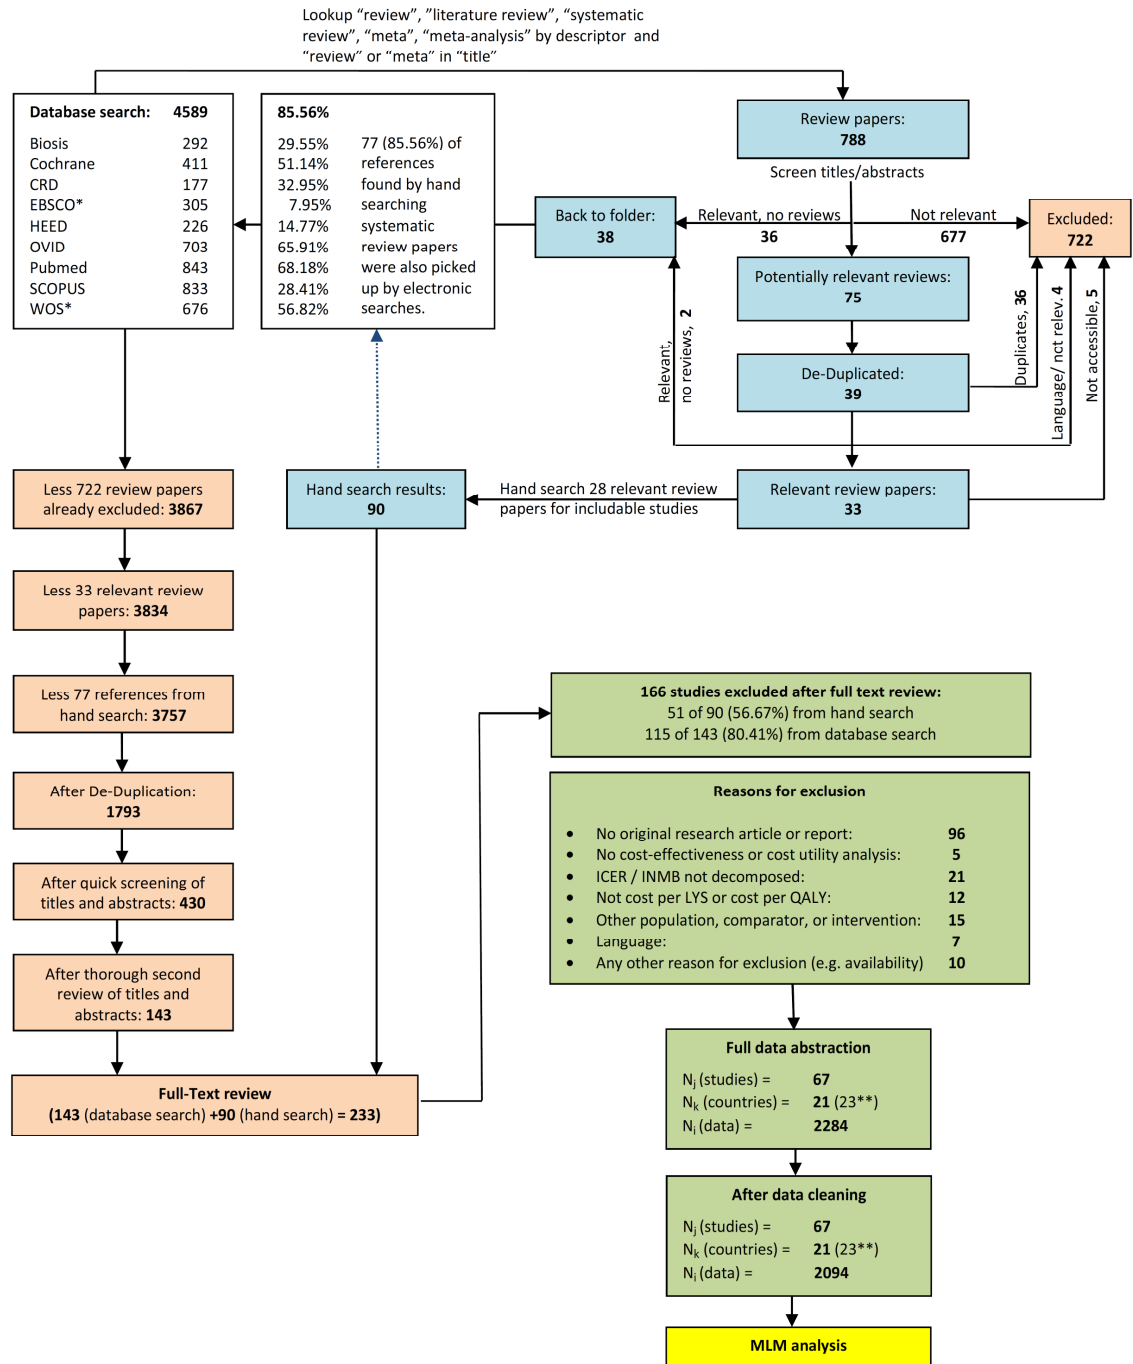 Lookup “review”, ”literature review”, “systematic
review”, “meta”, “meta-analysis” by descriptor and
“review” or “meta” in “title”
Database search: 4589
Biosis 292
Cochrane 411
CRD 177
EBSCO* 305
HEED 226
OVID 703
Pubmed 843
SCOPUS 833
WOS* 676
85.56%
29.55% 77 (85.56%) of
51.14% references
32.95% found by hand
7.95% searching
14.77% systematic
65.91% review papers
68.18% were also picked
28.41% up by electronic
56.82% searches.
Review papers:
788
Screen titles/abstracts
Back to folder:
38
Relevant, no reviews
36
Not relevant
677
Excluded:
722
Potentially relevant reviews:
75
De-Duplicated:
39
Relevant,
no reviews, 2
Duplicates, 36
Language/ not relev. 4
Not accessible, 5
Less 722 review papers
already excluded: 3867
Hand search results:
90
Hand search 28 relevant review
papers for includable studies
Relevant review papers:
33
Less 33 relevant review
papers: 3834
Less 77 references from
hand search: 3757
After De-Duplication:
1793
After quick screening of
titles and abstracts: 430
After thorough second
review of titles and
abstracts: 143
Full-Text review
(143 (database search) +90 (hand search) = 233)
166 studies excluded after full text review:
51 of 90 (56.67%) from hand search
115 of 143 (80.41%) from database search
Reasons for exclusion
• No original research article or report: 96
• No cost-effectiveness or cost utility analysis: 5
• ICER / INMB not decomposed: 21
• Not cost per LYS or cost per QALY: 12
• Other population, comparator, or intervention: 15
• Language: 7
• Any other reason for exclusion (e.g. availability) 10
Full data abstraction
Nj (studies) = 67
Nk (countries) = 21 (23**)
Ni (data) = 2284
After data cleaning
Nj (studies) = 67
Nk (countries) = 21 (23**)
Ni (data) = 2094
MLM analysis